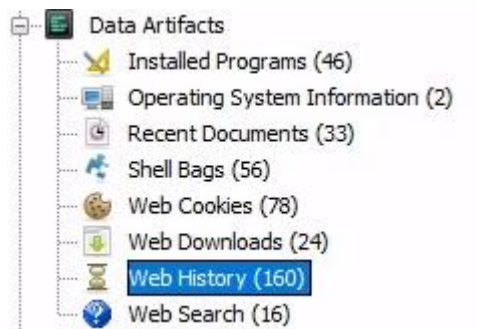 Data Artifacts
Installed Programs (46)
Operating System Information (2)
Recent Documents (33)
Shell Bags (56)
Web Cookies (78)
Web Downloads (24)
Web History (160)
Web Search (16)